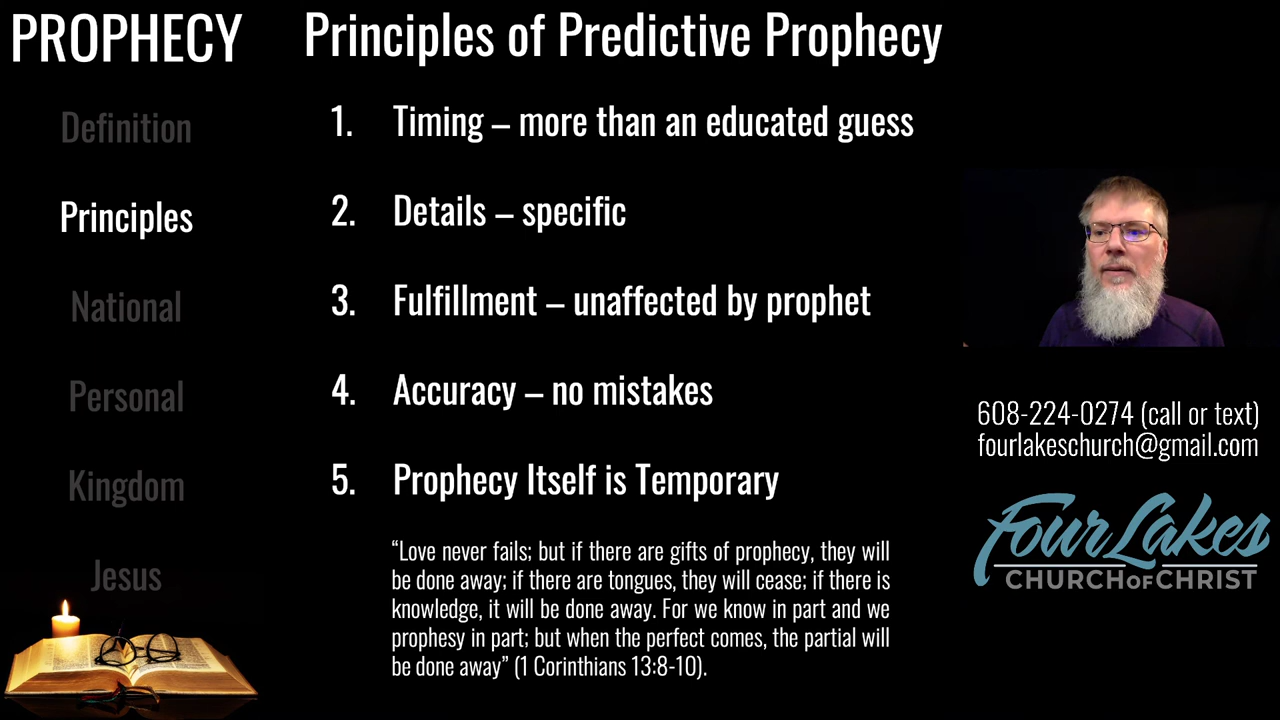 PROPHECY
Definition
Principles
National
Personal
Kingdom
Jesus
Principles of Predictive Prophecy
1. Timing – more than an educated guess
2. Details – specific
3. Fulfillment – unaffected by prophet
4. Accuracy – no mistakes
5. Prophecy Itself is Temporary
“Love never fails; but if there are gifts of prophecy, they will
be done away; if there are tongues, they will cease; if there is
knowledge, it will be done away. For we know in part and we
prophesy in part; but when the perfect comes, the partial will
be done away” (1 Corinthians 13:8-10).
608-224-0274 (call or text)
fourlakeschurch@gmail.com
Four Lakes
CHURCH OF CHRIST